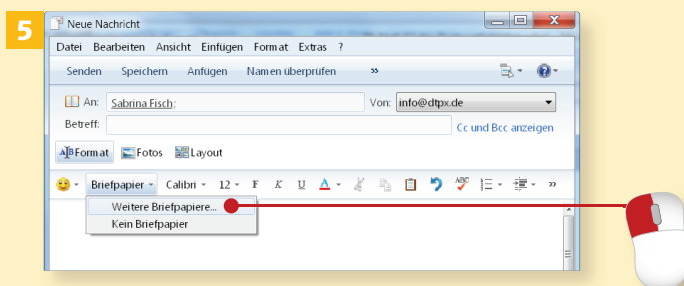 5
Neue Nachricht
Datei Bearbeiten Ansicht Einfügen Format Extras ?
Senden Speichern Anfügen Namen überprüfen »
An: Sabrina Fisch; Von: info@dtpx.de
Betreff: Cc und Bcc anzeigen
Format Fotos Layout
Briefpapier Calibri 12 F K U A ABC »
Weitere Briefpapiere...
Kein Briefpapier